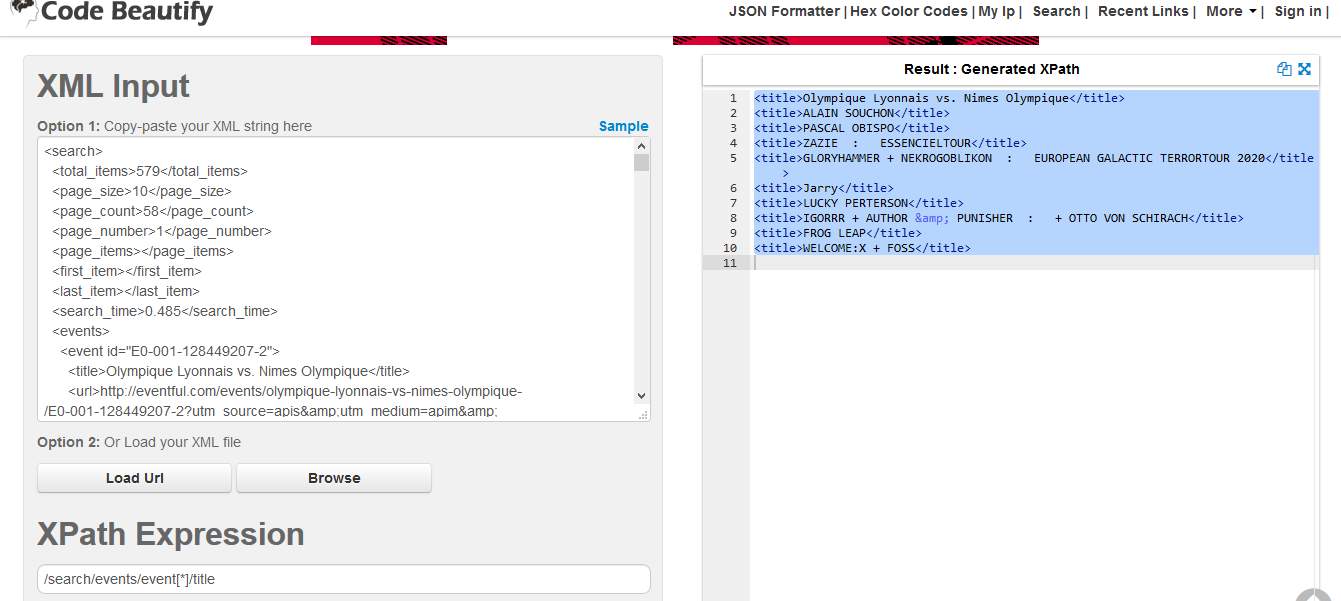 Code Beautify
JSON Formatter | Hex Color Codes | My Ip | Search | Recent Links | More | Sign in |
XML Input
Option 1: Copy-paste your XML string here
Sample
<search>
<total_items>579</total_items>
<page_size>10</page_size>
<page_count>58</page_count>
<page_number>1</page_number>
<page_items></page_items>
<first_item></first_item>
<last_item></last_item>
<search_time>0.485</search_time>
<events>
<event id="E0-001-128449207-2">
<title>Olympique Lyonnais vs. Nimes Olympique</title>
<url>http://eventful.com/events/olympique-lyonnais-vs-nimes-olympique-
/E0-001-128449207-2?utm_source=apis&amp;utm_medium=apim&amp;
Option 2: Or Load your XML file
Load Url
Browse
XPath Expression
/search/events/event[*]/title
Result : Generated XPath
1 <title>Olympique Lyonnais vs. Nimes Olympique</title>
2 <title>ALAIN SOUCHON</title>
3 <title>PASCAL OBISPO</title>
4 <title>ZAZIE  :   ESSENCIELTOUR</title>
5 <title>GLORYHAMMER + NEKROGOBLIKON  :   EUROPEAN GALACTIC TERRORTOUR 2020</title
>
6 <title>Jarry</title>
7 <title>LUCKY PERTERSON</title>
8 <title>IGORRR + AUTHOR &amp; PUNISHER  :   + OTTO VON SCHIRACH</title>
9 <title>FROG LEAP</title>
10 <title>WELCOME:X + FOSS</title>
11